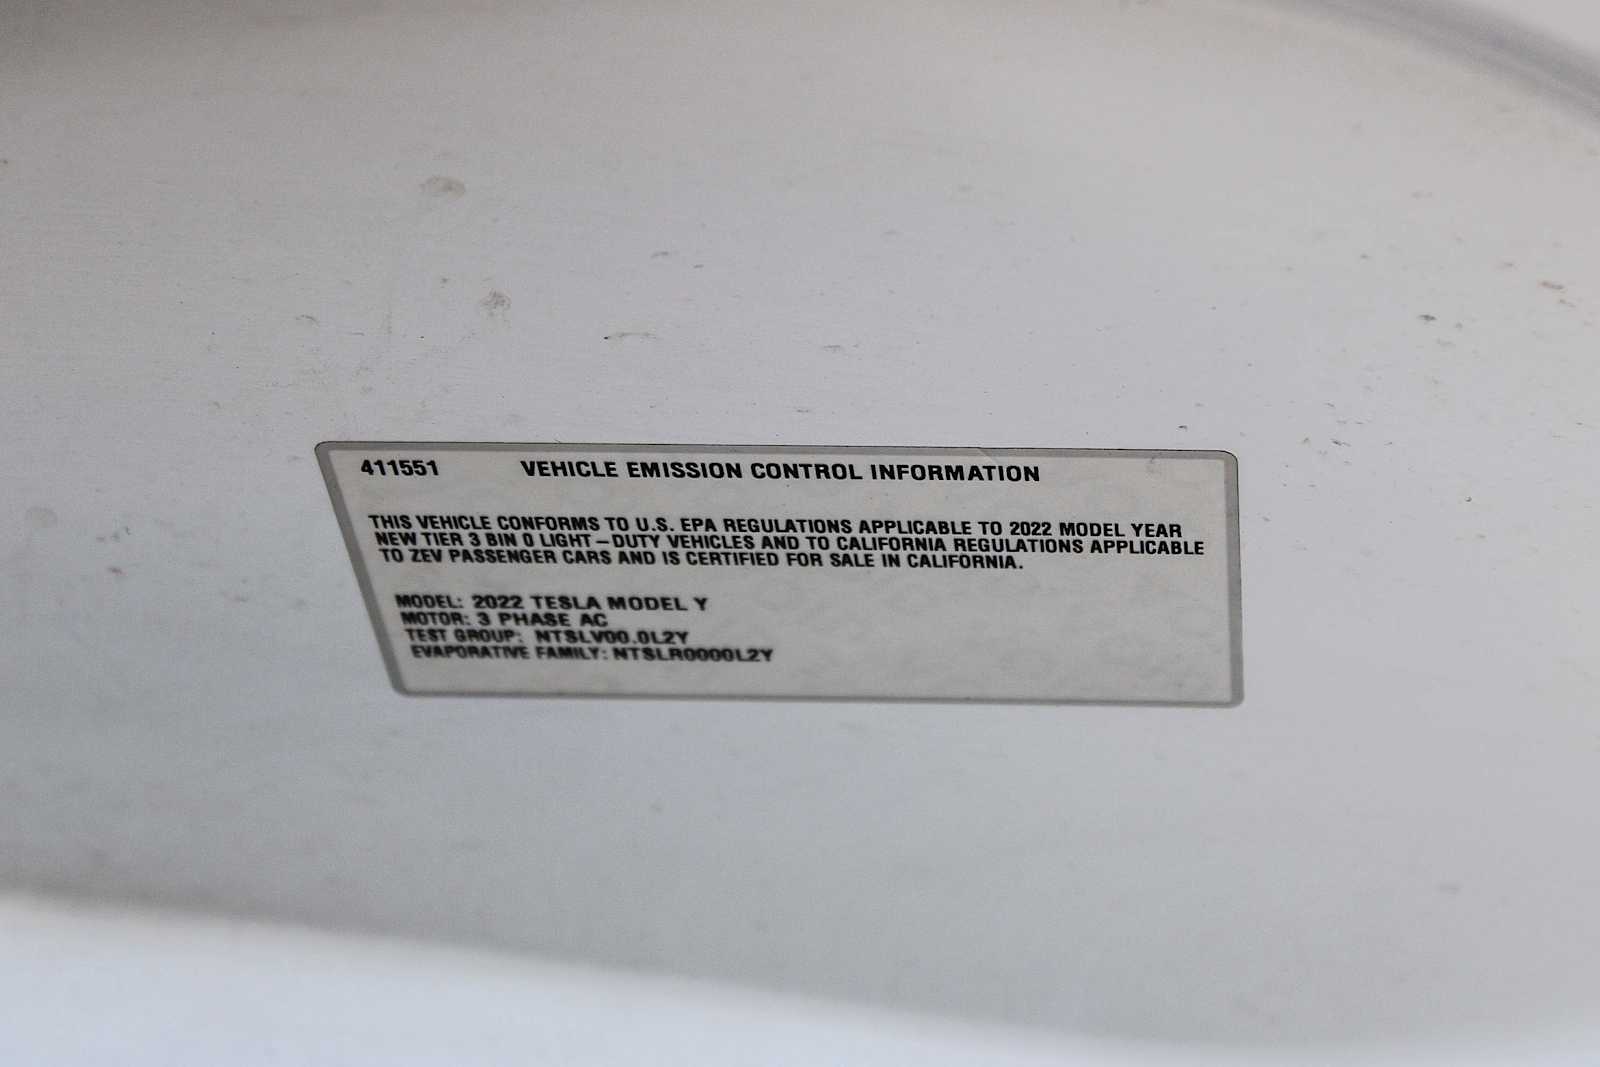 411551 VEHICLE EMISSION CONTROL INFORMATION
THIS VEHICLE CONFORMS TO U.S. EPA REGULATIONS APPLICABLE TO 2022 MODEL YEAR
NEW TIER 3 BIN 0 LIGHT–DUTY VEHICLES AND TO CALIFORNIA REGULATIONS APPLICABLE
TO ZEV PASSENGER CARS AND IS CERTIFIED FOR SALE IN CALIFORNIA.
MODEL: 2022 TESLA MODEL Y
MOTOR: 3 PHASE AC
TEST GROUP: NTSLV00.0L2Y
EVAPORATIVE FAMILY: NTSLR0000L2Y